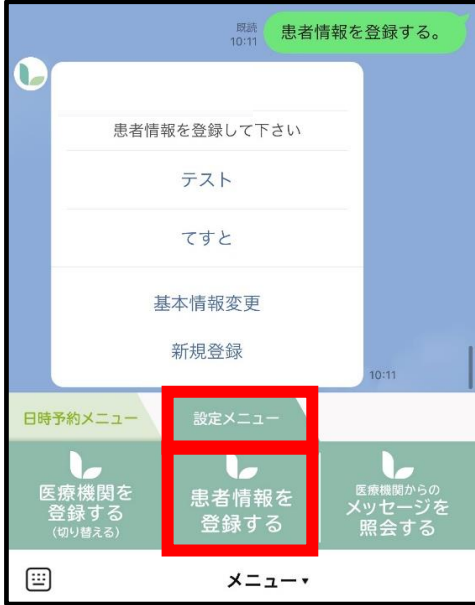 既読
10:11
患者情報を登録する。
患者情報を登録して下さい
テスト
てすと
基本情報変更
新規登録
10:11
日時予約メニュー
設定メニュー
医療機関を
登録する
(切り替える)
患者情報を
登録する
医療機関からの
メッセージを
照会する
メニュー▾